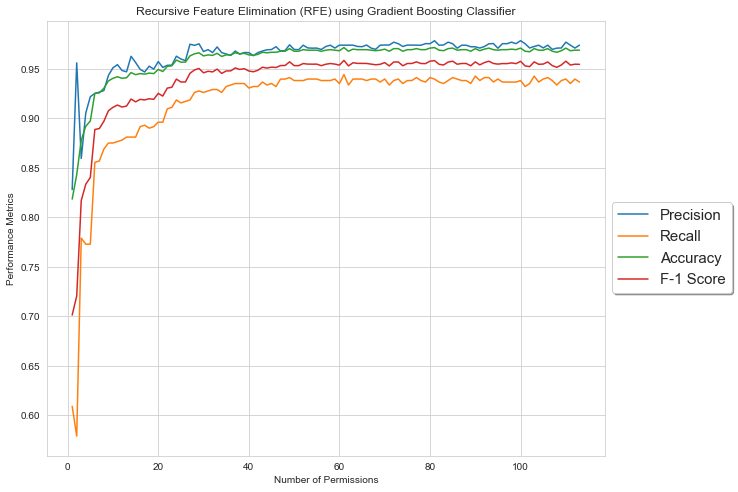 Recursive Feature Elimination (RFE) using Gradient Boosting Classifier
Performance Metrics
0.95
0.90
0.85
0.80
0.75
0.70
0.65
0.60
0
20
40
60
80
100
Number of Permissions
Precision
Recall
Accuracy
F-1 Score